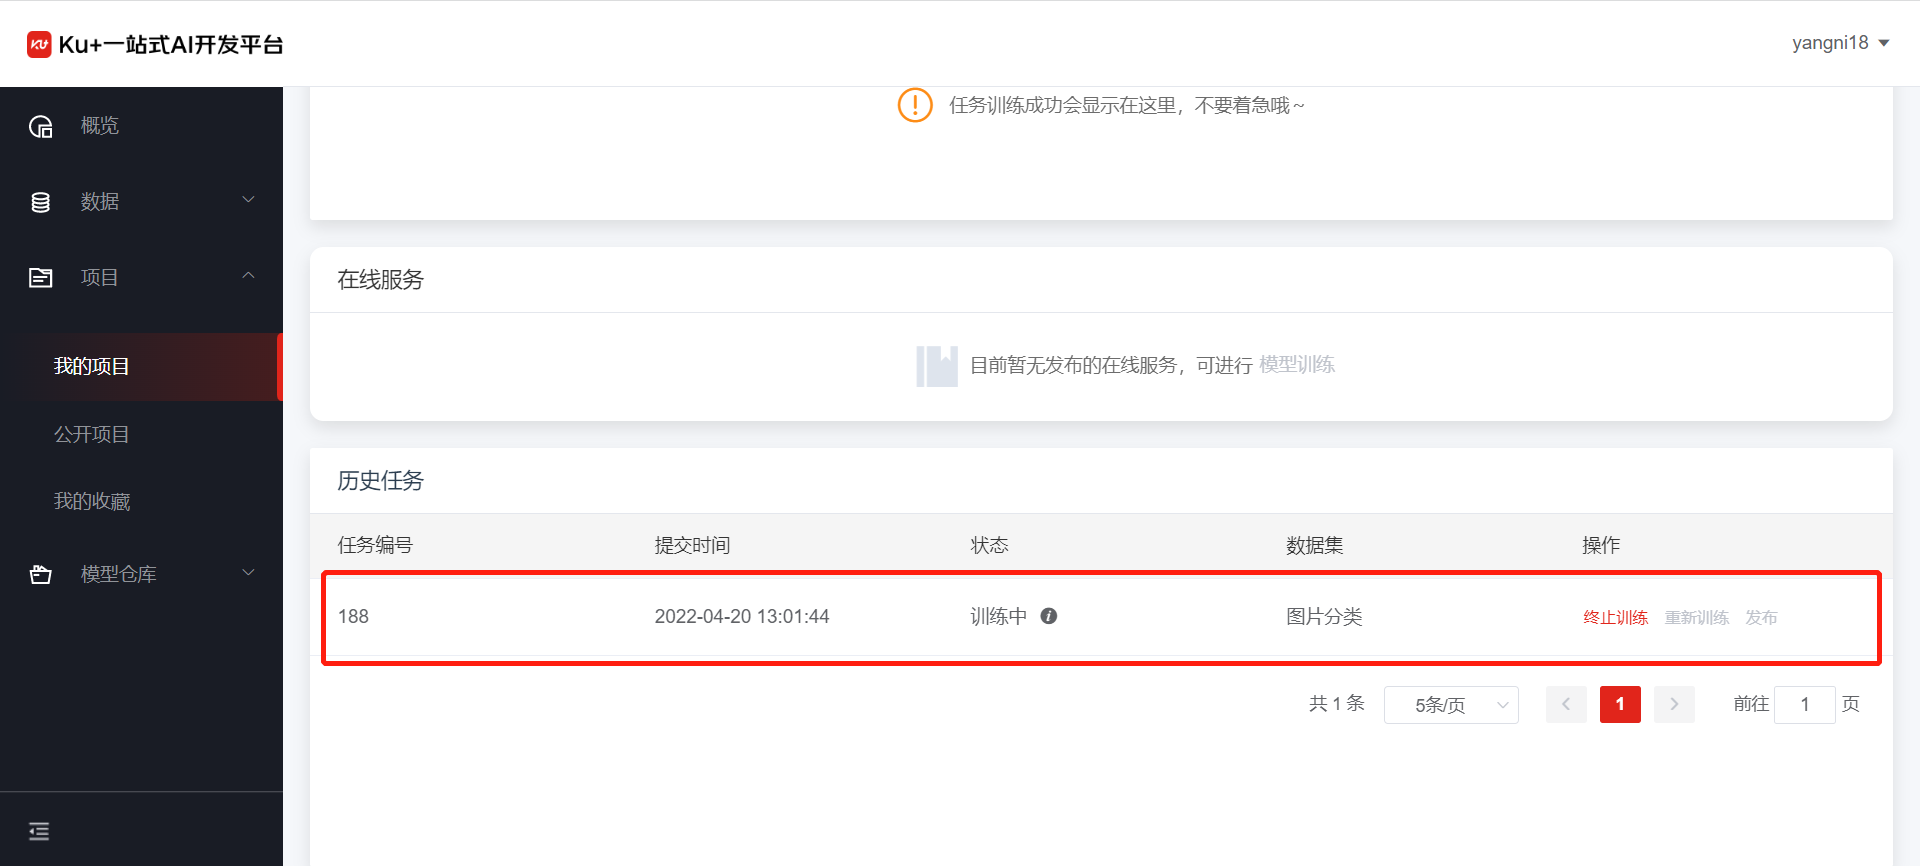 Ku+一站式AI开发平台
yangni18
概览
数据
项目
我的项目
公开项目
我的收藏
模型仓库
任务训练成功会显示在这里，不要着急哦~
在线服务
目前暂无发布的在线服务，可进行 模型训练
历史任务
任务编号 提交时间 状态 数据集 操作
188 2022-04-20 13:01:44 训练中 图片分类 终止训练 重新训练 发布
共 1 条 5条/页 1 前往 1 页